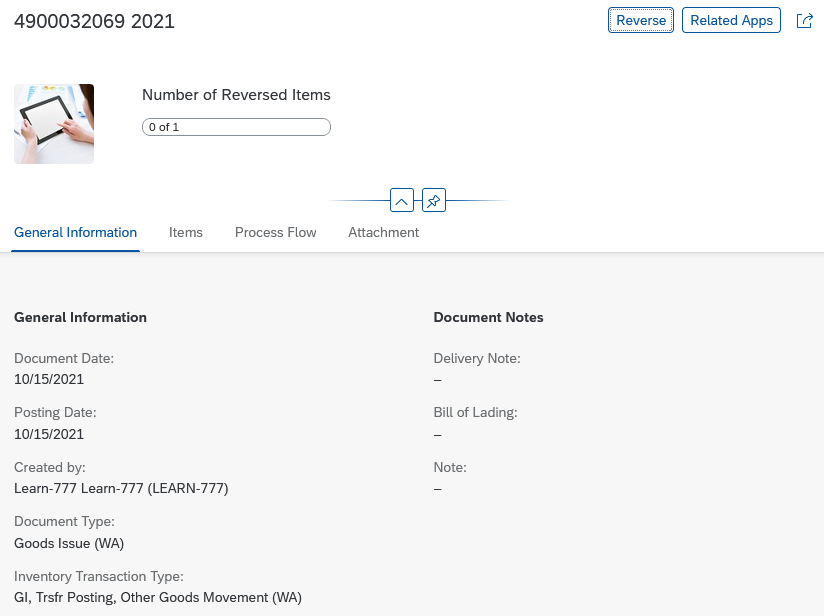 4900032069 2021
Reverse
Related Apps
Number of Reversed Items
0 of 1
General Information
Items
Process Flow
Attachment
General Information
Document Date:
10/15/2021
Posting Date:
10/15/2021
Created by:
Learn-777 Learn-777 (LEARN-777)
Document Type:
Goods Issue (WA)
Inventory Transaction Type:
GI, Trsfr Posting, Other Goods Movement (WA)
Document Notes
Delivery Note:
–
Bill of Lading:
–
Note:
–